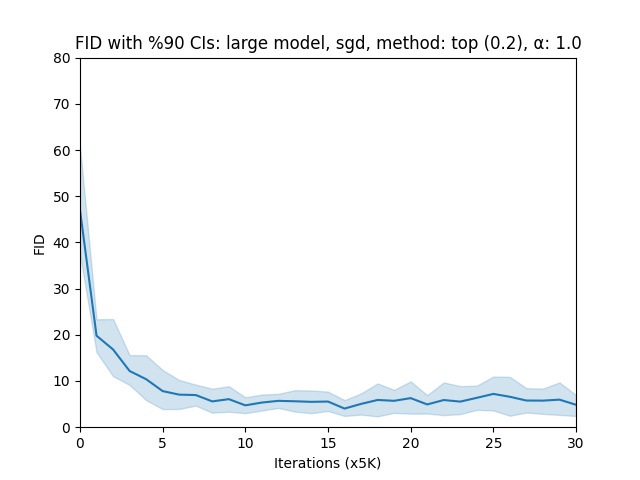 FID with %90 CIs: large model, sgd, method: top (0.2), α: 1.0
80
70
60
50
40
30
20
10
0
FID
0 5 10 15 20 25 30
Iterations (x5K)